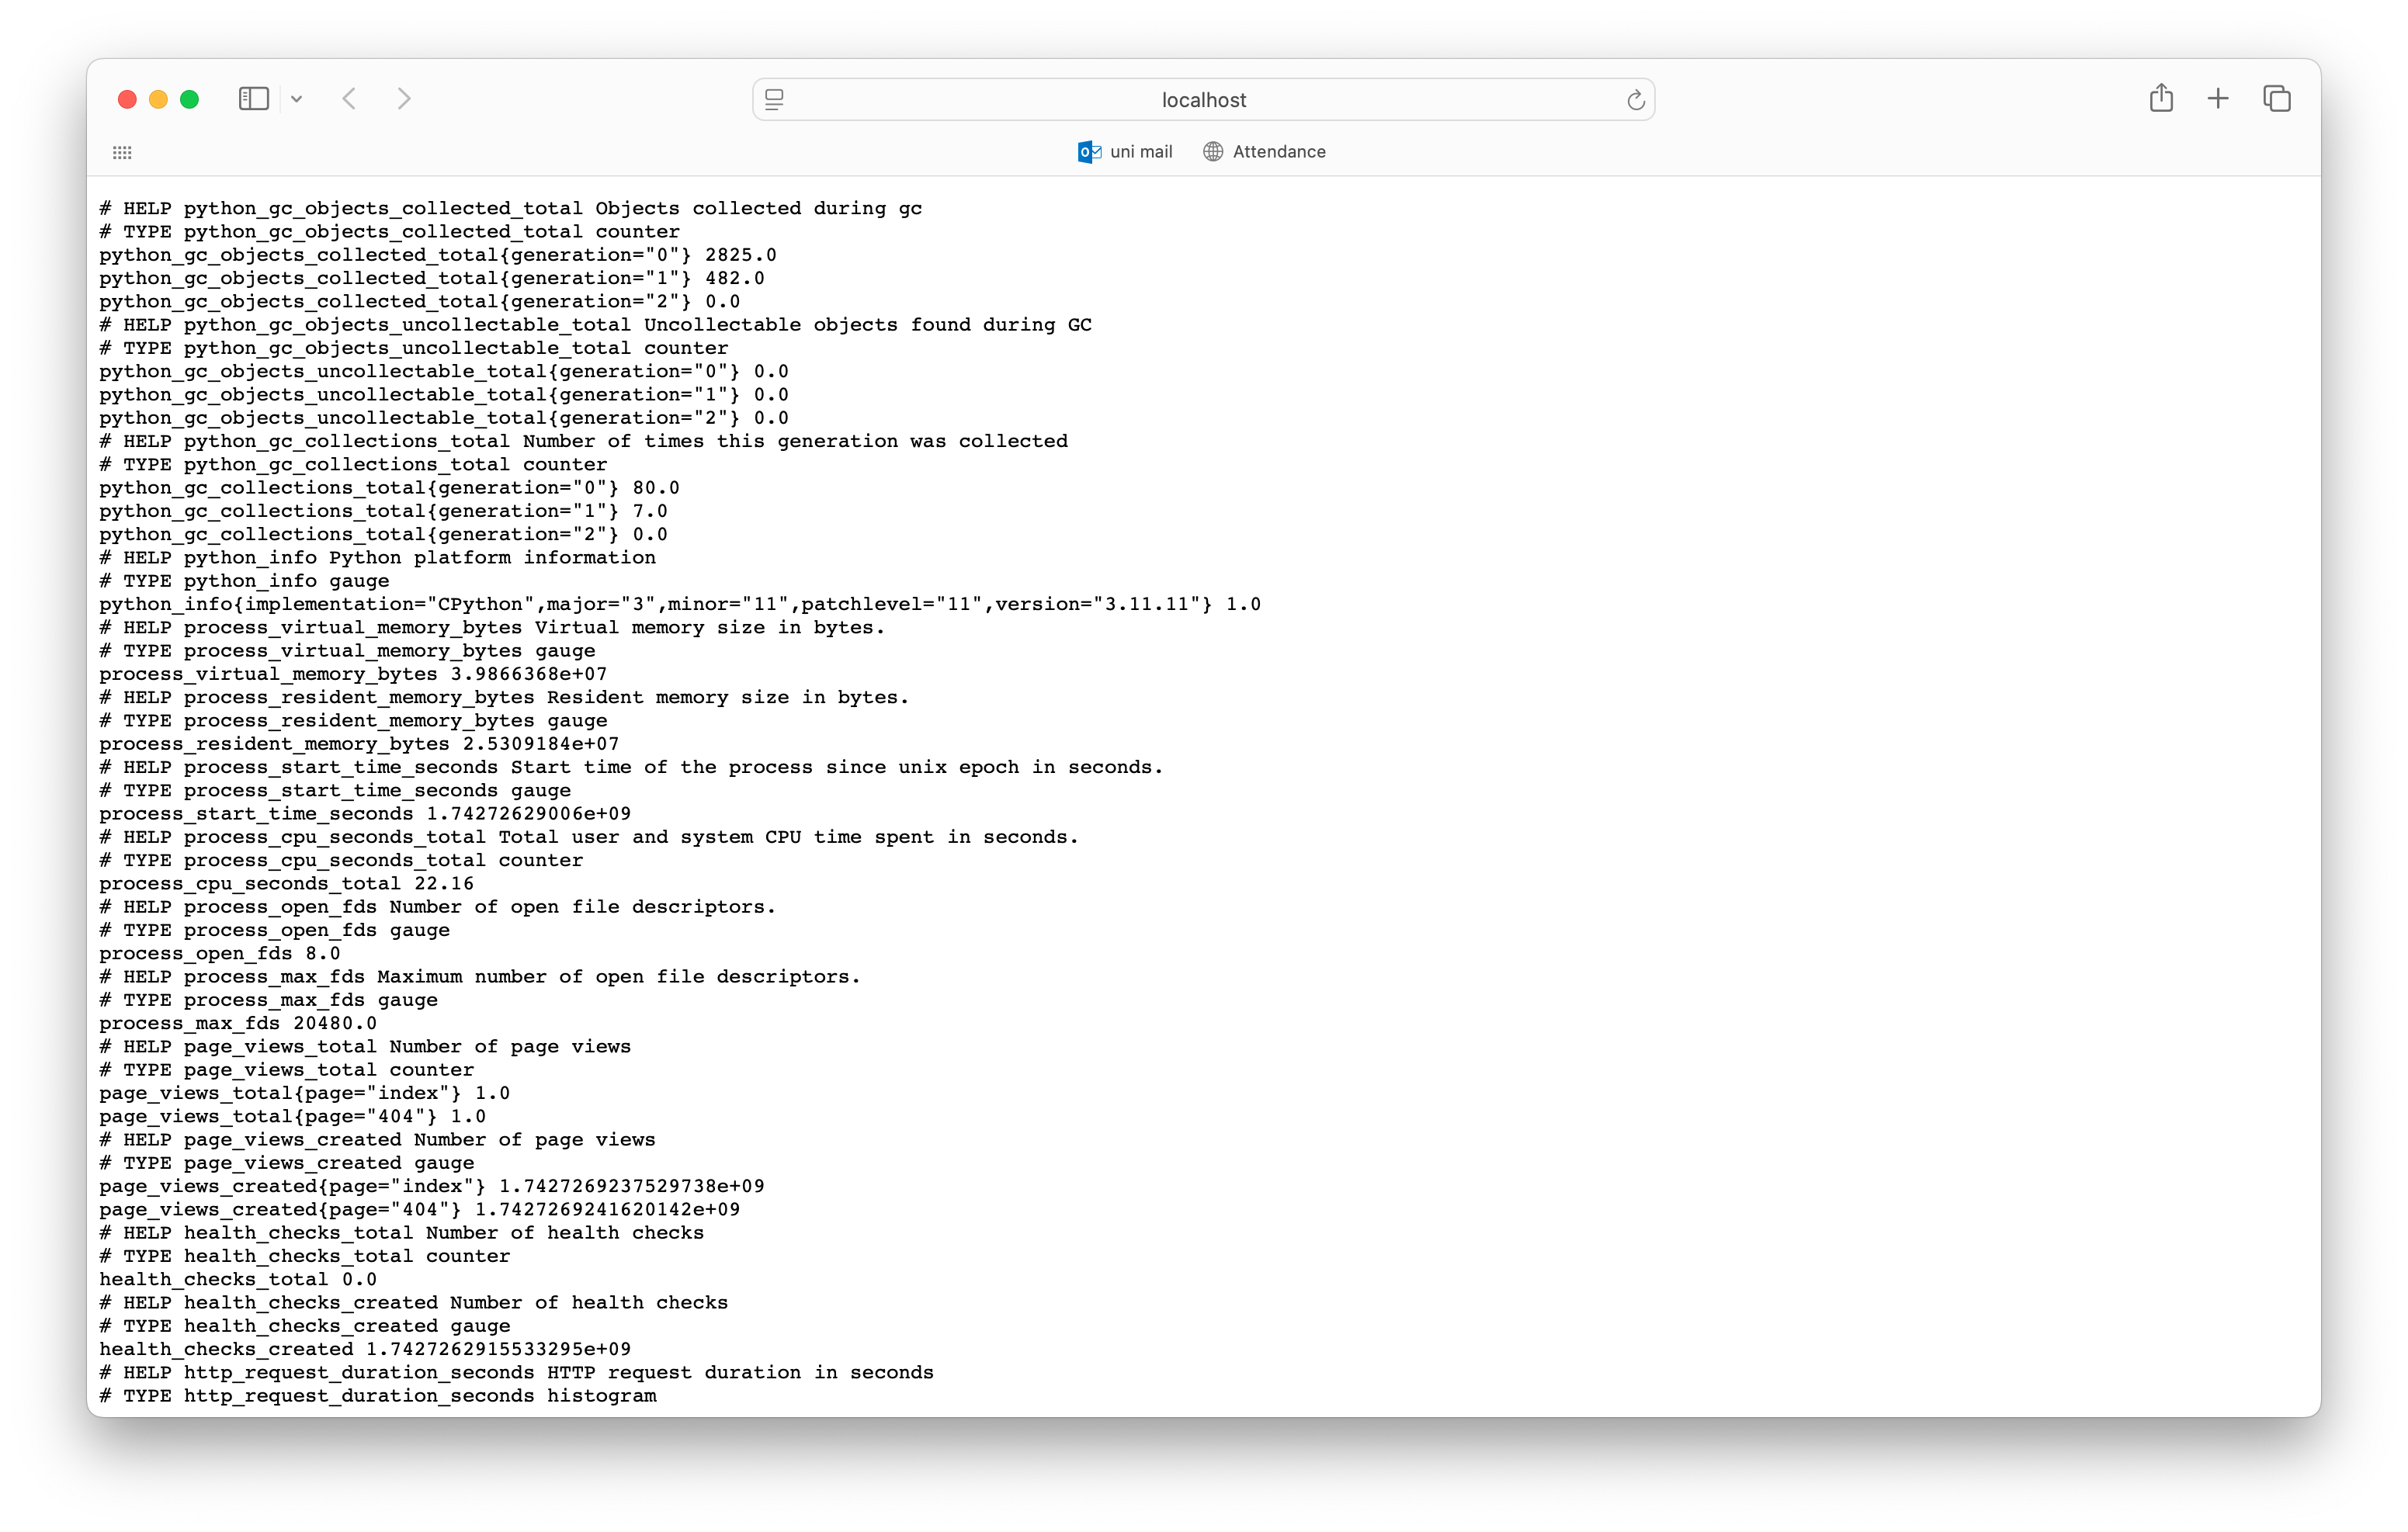 localhost
uni mail
Attendance
# HELP python_gc_objects_collected_total Objects collected during gc
# TYPE python_gc_objects_collected_total counter
python_gc_objects_collected_total{generation="0"} 2825.0
python_gc_objects_collected_total{generation="1"} 482.0
python_gc_objects_collected_total{generation="2"} 0.0
# HELP python_gc_objects_uncollectable_total Uncollectable objects found during GC
# TYPE python_gc_objects_uncollectable_total counter
python_gc_objects_uncollectable_total{generation="0"} 0.0
python_gc_objects_uncollectable_total{generation="1"} 0.0
python_gc_objects_uncollectable_total{generation="2"} 0.0
# HELP python_gc_collections_total Number of times this generation was collected
# TYPE python_gc_collections_total counter
python_gc_collections_total{generation="0"} 80.0
python_gc_collections_total{generation="1"} 7.0
python_gc_collections_total{generation="2"} 0.0
# HELP python_info Python platform information
# TYPE python_info gauge
python_info{implementation="CPython",major="3",minor="11",patchlevel="11",version="3.11.11"} 1.0
# HELP process_virtual_memory_bytes Virtual memory size in bytes.
# TYPE process_virtual_memory_bytes gauge
process_virtual_memory_bytes 3.9866368e+07
# HELP process_resident_memory_bytes Resident memory size in bytes.
# TYPE process_resident_memory_bytes gauge
process_resident_memory_bytes 2.5309184e+07
# HELP process_start_time_seconds Start time of the process since unix epoch in seconds.
# TYPE process_start_time_seconds gauge
process_start_time_seconds 1.74272629006e+09
# HELP process_cpu_seconds_total Total user and system CPU time spent in seconds.
# TYPE process_cpu_seconds_total counter
process_cpu_seconds_total 22.16
# HELP process_open_fds Number of open file descriptors.
# TYPE process_open_fds gauge
process_open_fds 8.0
# HELP process_max_fds Maximum number of open file descriptors.
# TYPE process_max_fds gauge
process_max_fds 20480.0
# HELP page_views_total Number of page views
# TYPE page_views_total counter
page_views_total{page="index"} 1.0
page_views_total{page="404"} 1.0
# HELP page_views_created Number of page views
# TYPE page_views_created gauge
page_views_created{page="index"} 1.7427269237529738e+09
page_views_created{page="404"} 1.7427269241620142e+09
# HELP health_checks_total Number of health checks
# TYPE health_checks_total counter
health_checks_total 0.0
# HELP health_checks_created Number of health checks
# TYPE health_checks_created gauge
health_checks_created 1.7427262915533295e+09
# HELP http_request_duration_seconds HTTP request duration in seconds
# TYPE http_request_duration_seconds histogram